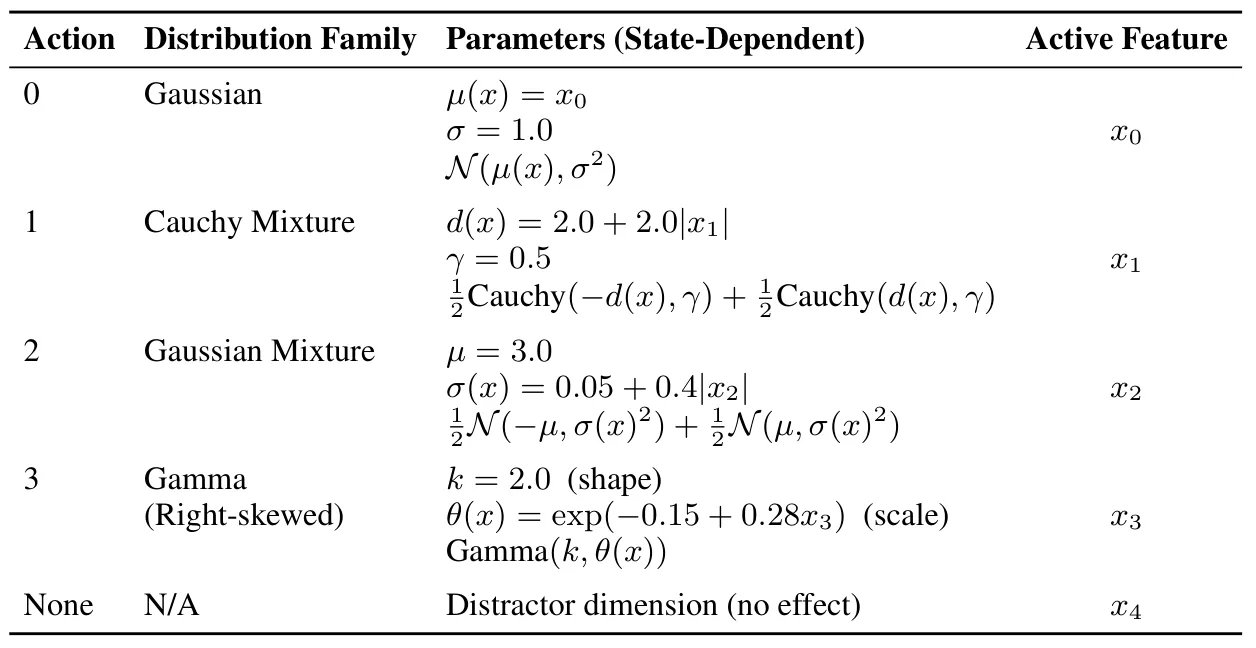 Action Distribution Family Parameters (State-Dependent) Active Feature
0 Gaussian μ(x) = x₀
σ = 1.0 x₀
𝒩(μ(x), σ²)
1 Cauchy Mixture d(x) = 2.0 + 2.0|x₁|
γ = 0.5 x₁
½Cauchy(−d(x), γ) + ½Cauchy(d(x), γ)
2 Gaussian Mixture μ = 3.0
σ(x) = 0.05 + 0.4|x₂| x₂
½𝒩(−μ, σ(x)²) + ½𝒩(μ, σ(x)²)
3 Gamma k = 2.0 (shape)
(Right-skewed) θ(x) = exp(−0.15 + 0.28x₃) (scale) x₃
Gamma(k, θ(x))
None N/A Distractor dimension (no effect) x₄